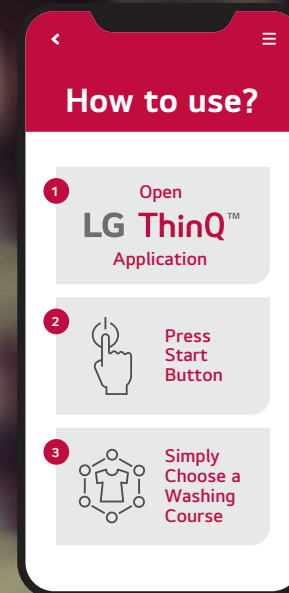 How to use?
1
Open
LG ThinQ™
Application
2
Press
Start
Button
3
Simply
Choose a
Washing
Course